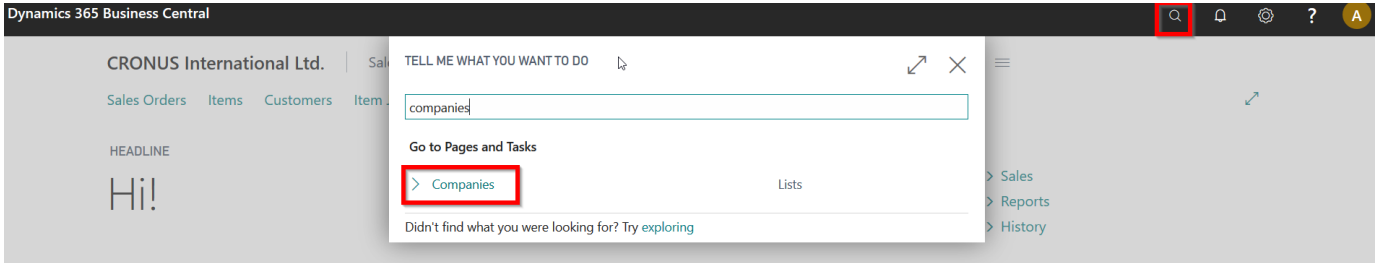 Dynamics 365 Business Central
? A
CRONUS International Ltd. TELL ME WHAT YOU WANT TO DO
Sales Orders Items Customers Item
companies
Go to Pages and Tasks
HEADLINE
Hi!
Companies Lists
Sales
Reports
History
Didn't find what you were looking for? Try exploring